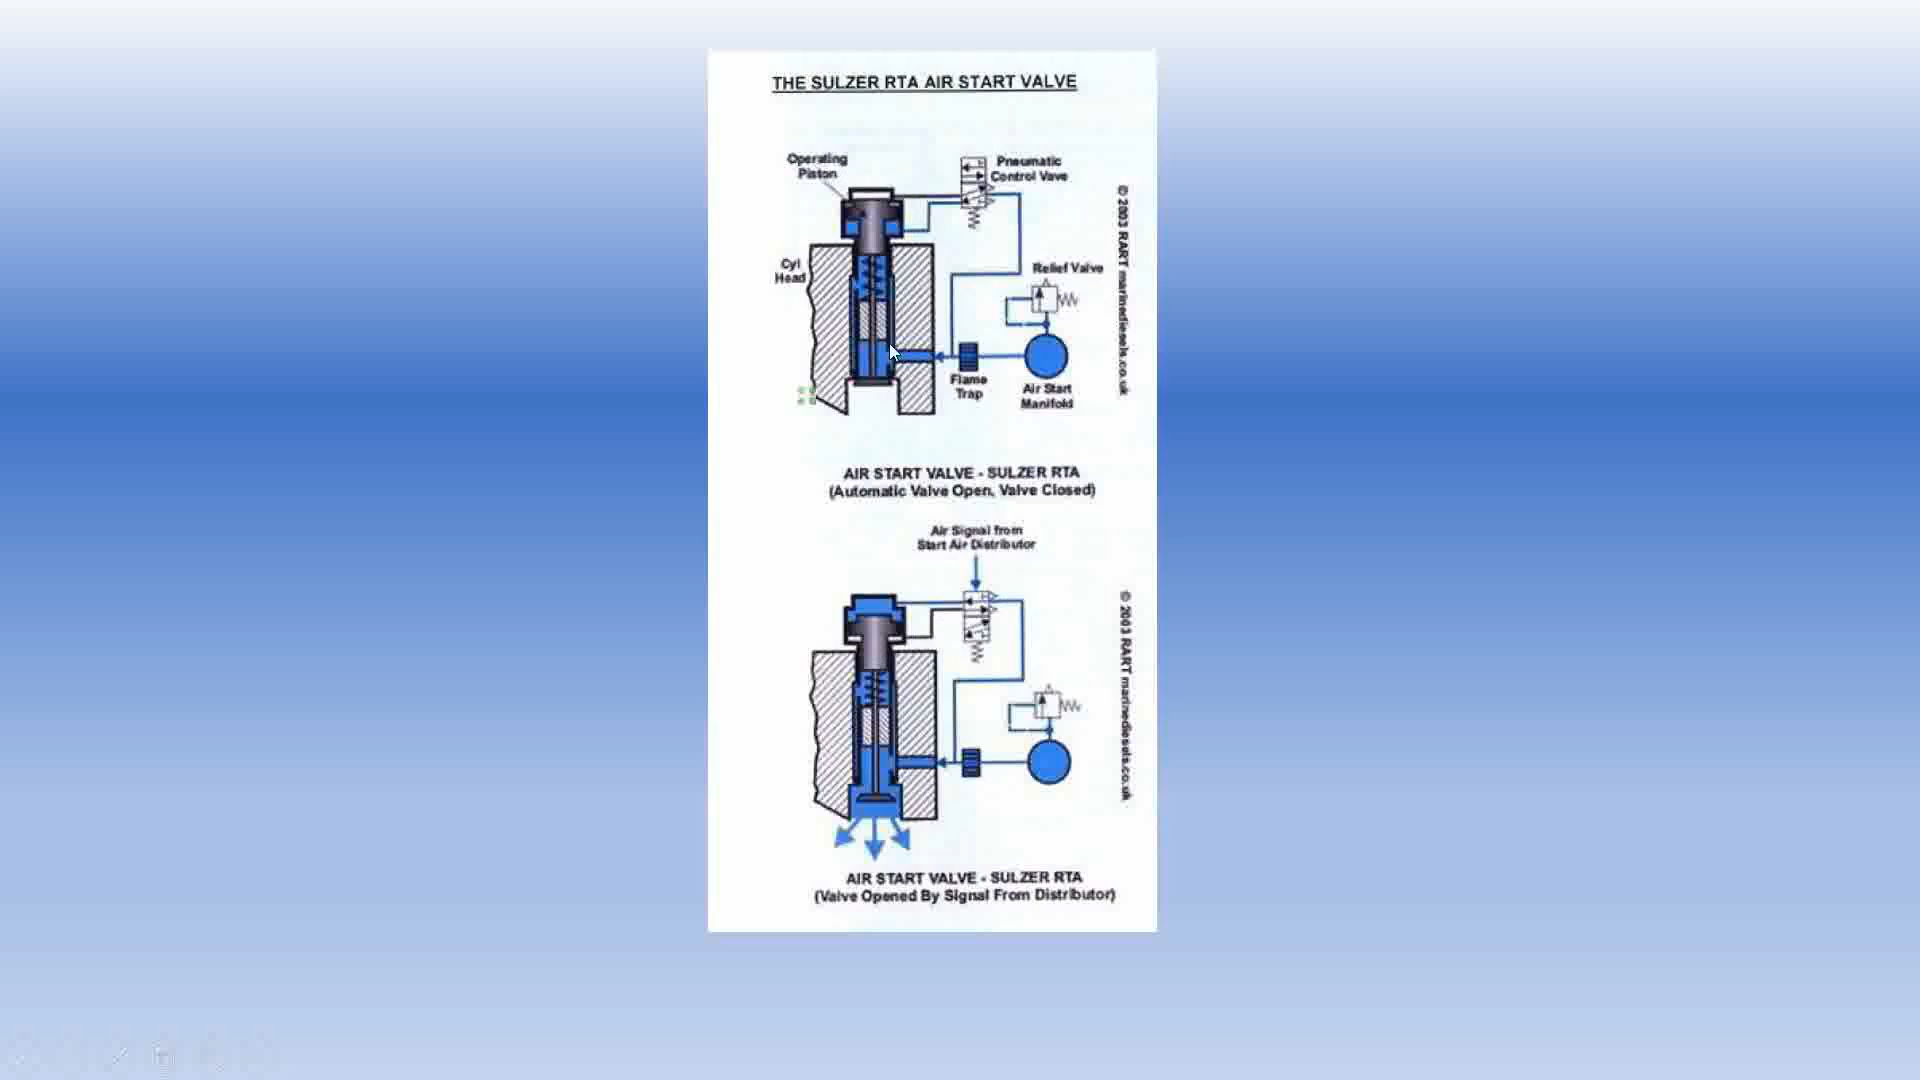 THE SULZER RTA AIR START VALVE
Operating
Piston
Pneumatic
Control Vave
Cyl
Head
Relief Valve
Flame
Trap
Air Start
Manifold
© 2003 RART marinediesels.co.uk
AIR START VALVE - SULZER RTA
(Automatic Valve Open, Valve Closed)
Air Signal from
Start Air Distributor
© 2003 RART marinediesels.co.uk
AIR START VALVE - SULZER RTA
(Valve Opened By Signal From Distributor)